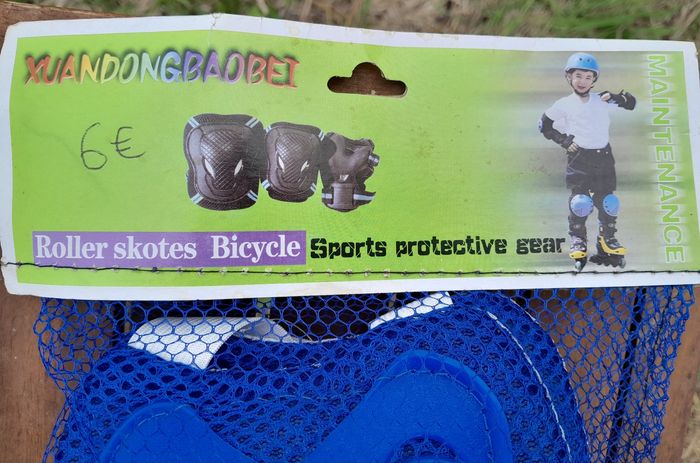 XUANDONGBAOBEI
6€
Roller skotes Bicycle Sports protective gear
MAINTENANCE